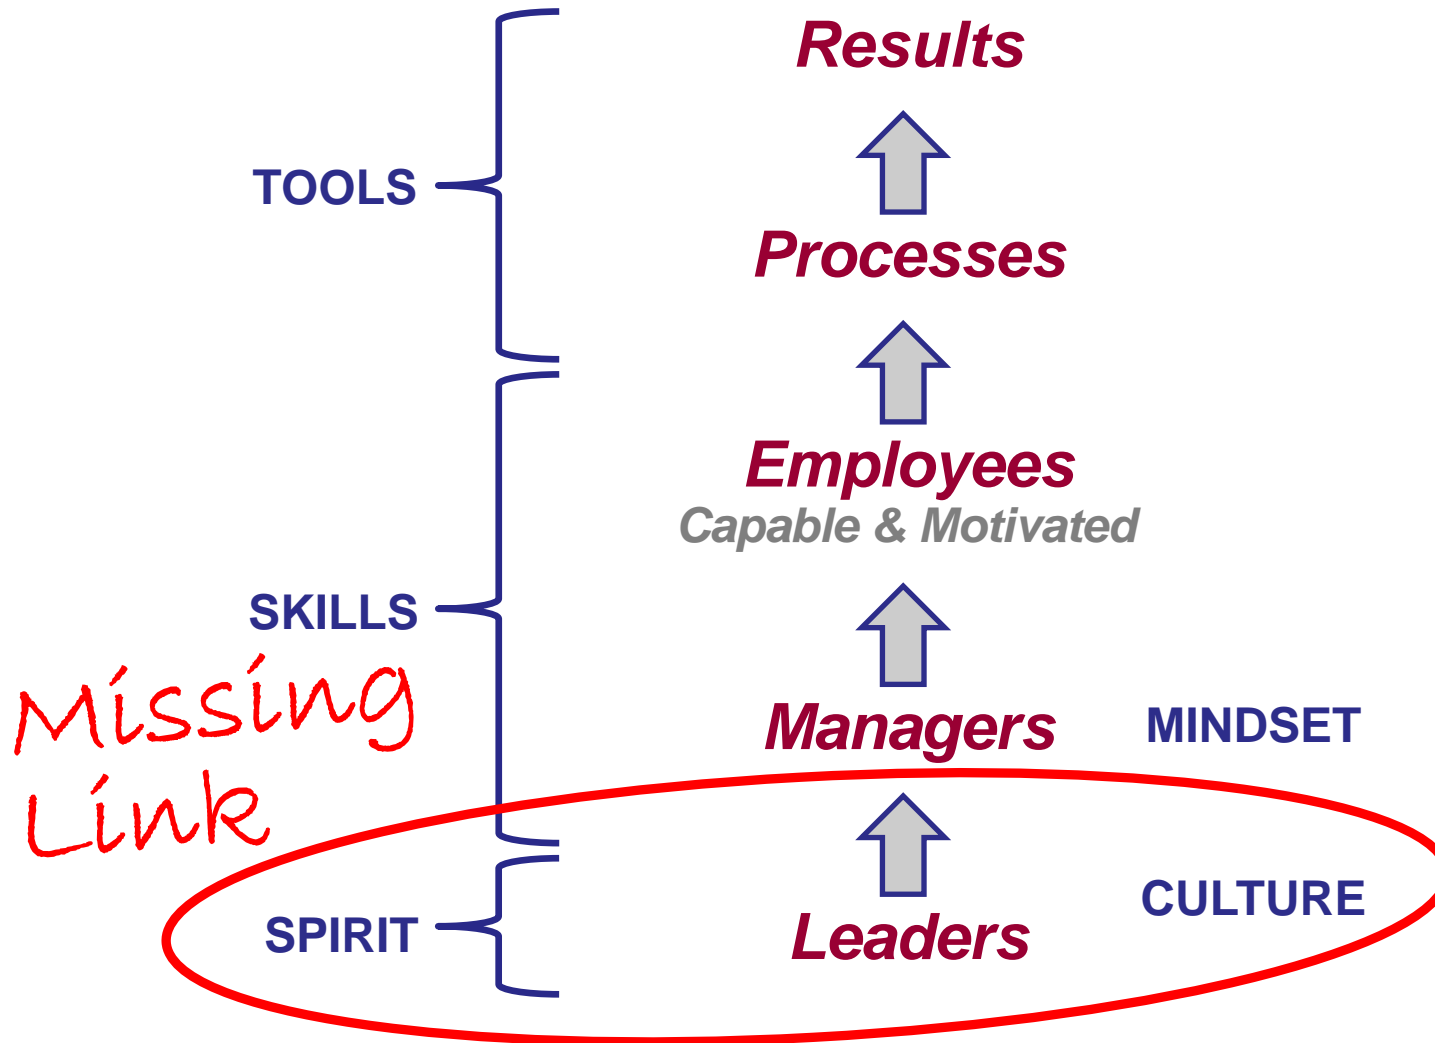 Results
TOOLS
Processes
Employees
Capable & Motivated
SKILLS
Missing
Link
Managers
MINDSET
CULTURE
SPIRIT
Leaders